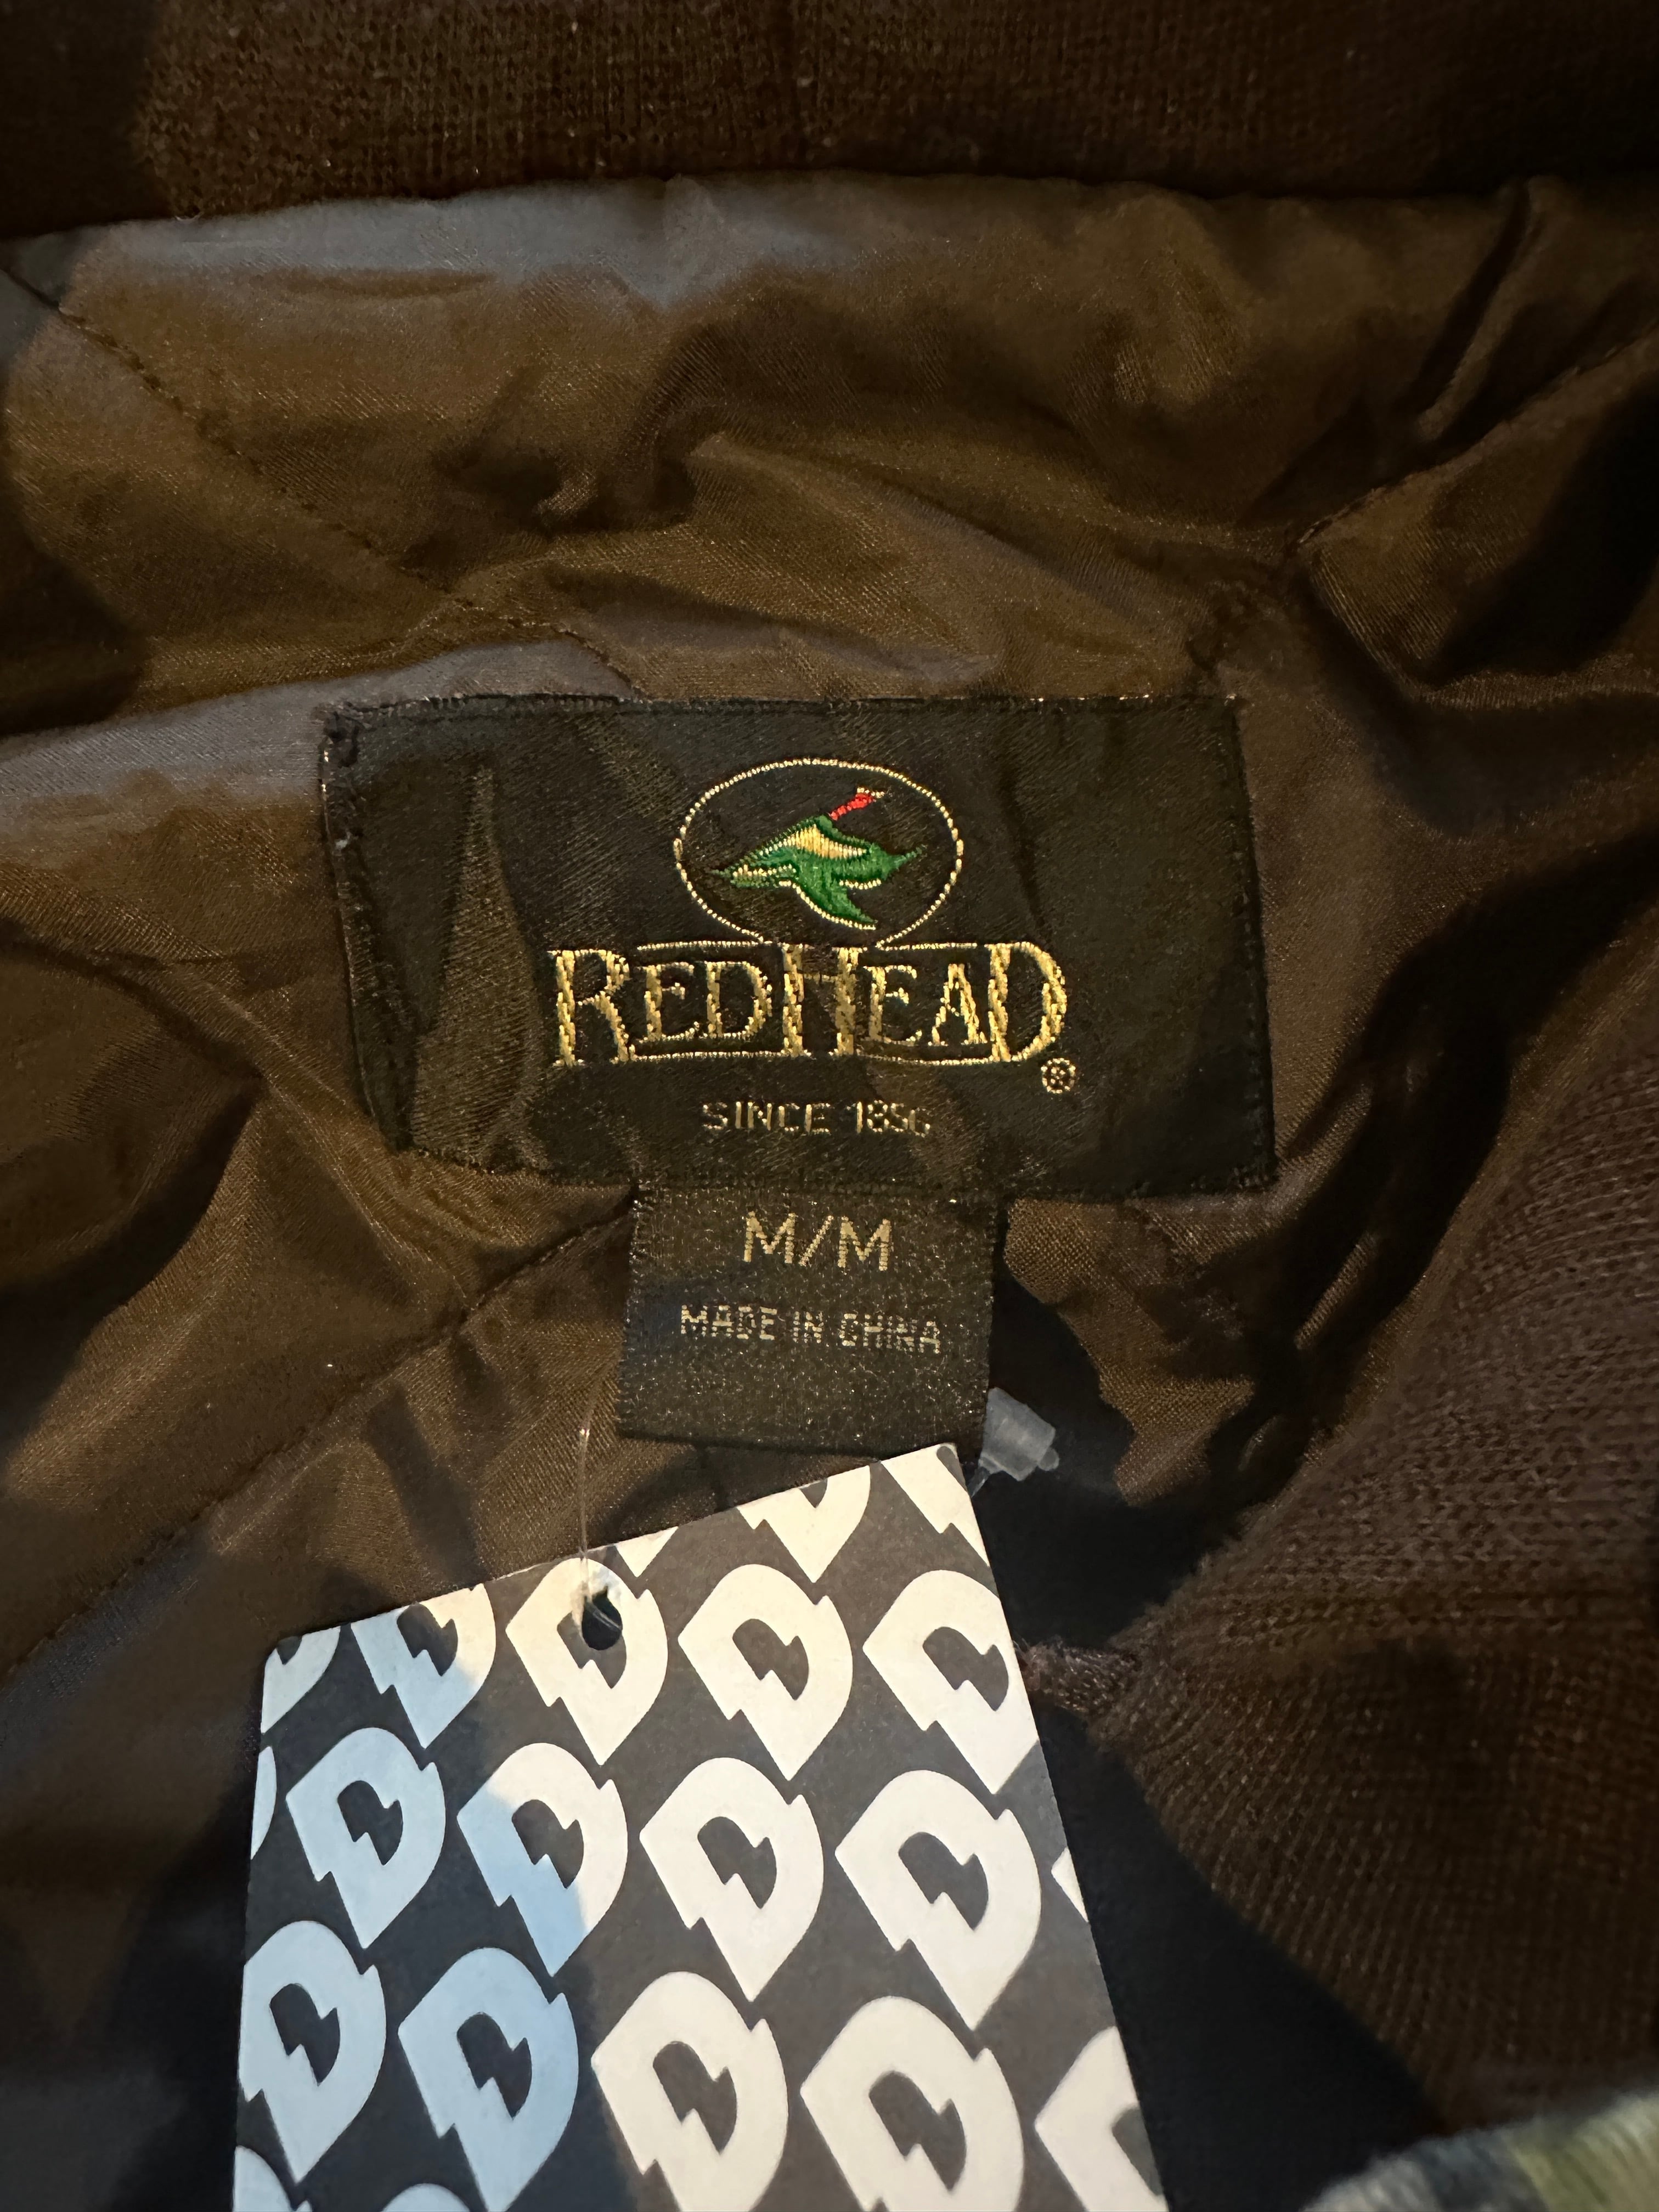 REDHEAD®
SINCE 1856
M/M
MADE IN CHINA